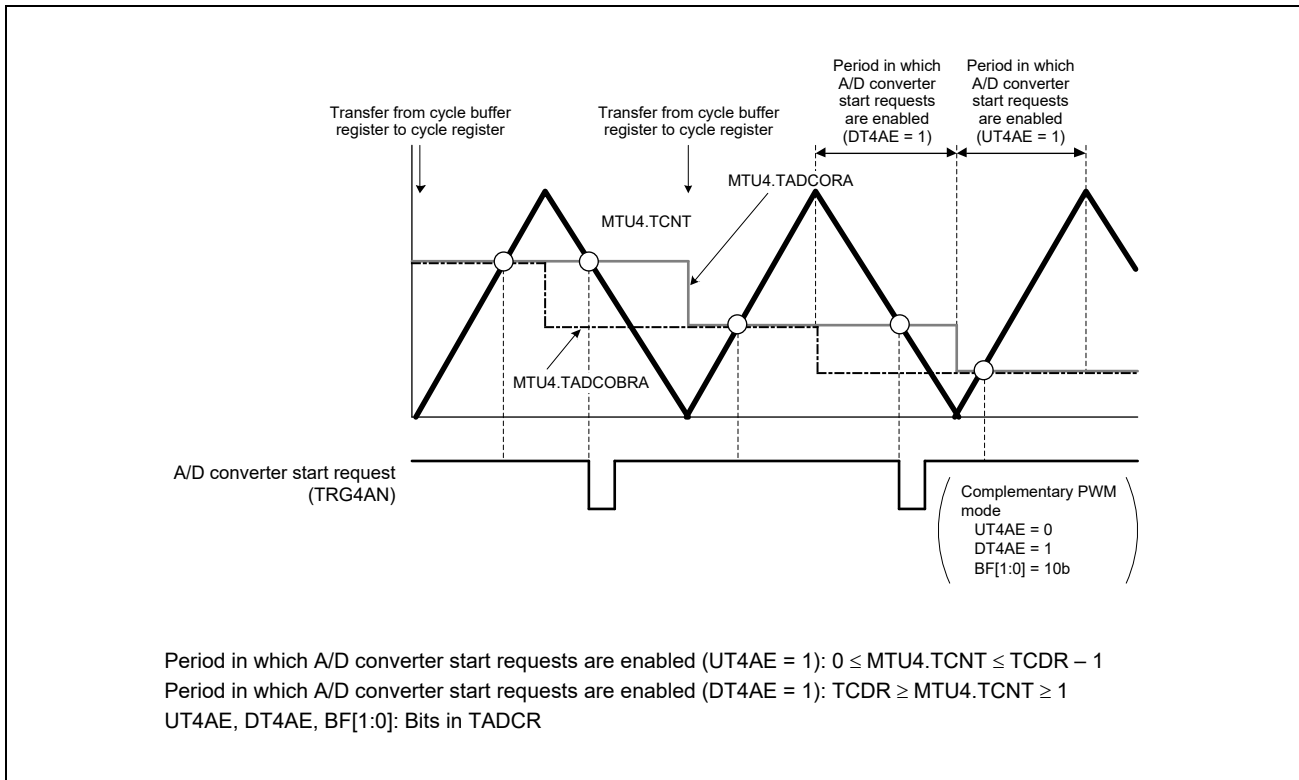 Period in which
A/D converter
start requests
are enabled
(DT4AE = 1)
Period in which
A/D converter
start requests
are enabled
(UT4AE = 1)
Transfer from cycle buffer
register to cycle register
Transfer from cycle buffer
register to cycle register
MTU4.TADCORA
MTU4.TCNT
MTU4.TADCOBRA
A/D converter start request
(TRG4AN)
Complementary PWM
mode
UT4AE = 0
DT4AE = 1
BF[1:0] = 10b
Period in which A/D converter start requests are enabled (UT4AE = 1): 0 ≤ MTU4.TCNT ≤ TCDR – 1
Period in which A/D converter start requests are enabled (DT4AE = 1): TCDR ≥ MTU4.TCNT ≥ 1
UT4AE, DT4AE, BF[1:0]: Bits in TADCR